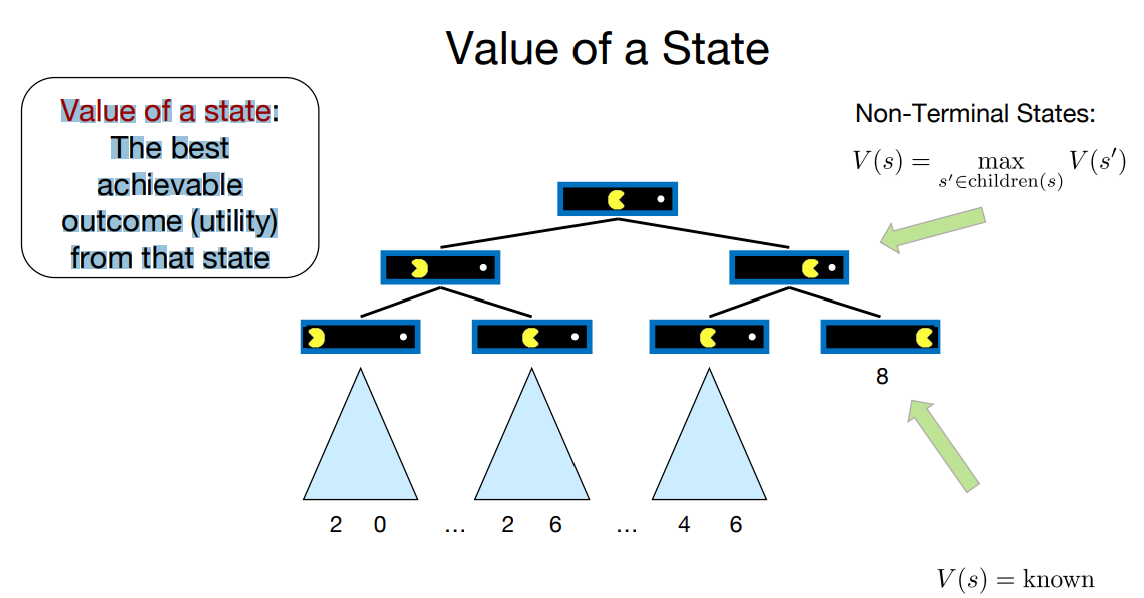 Value of a State
Value of a state:
The best
achievable
outcome (utility)
from that state
Non-Terminal States:
V(s) = max V(s′)
s′∈children(s)
8
2 0 ... 2 6 ... 4 6
V(s) = known